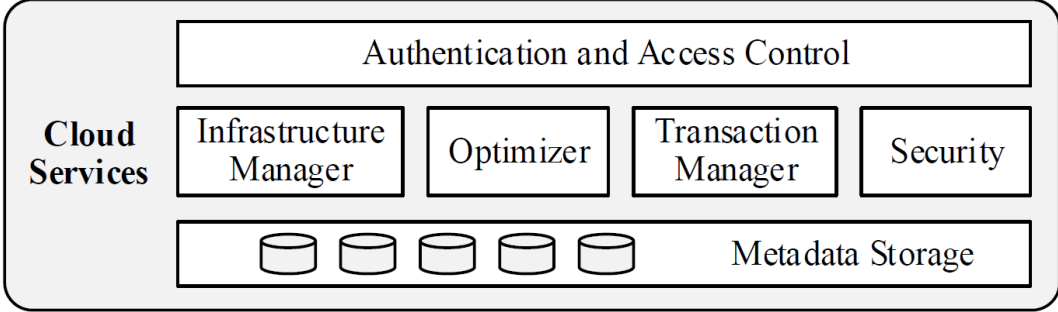 Authentication and Access Control
Cloud
Services
Infrastructure
Manager
Optimizer
Transaction
Manager
Security
Metadata Storage